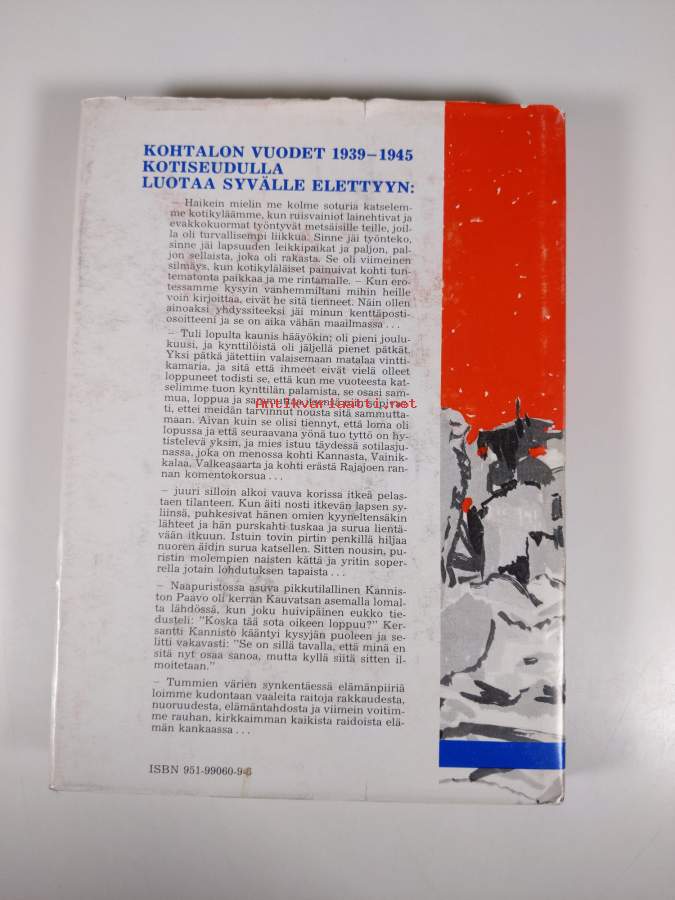 KOHTALON VUODET 1939–1945
KOTISEUDULLA
LUOTAA SYVÄLLE ELETTYYN:
– Haikein mielin me kolme soturia katselem-
me kotikyläämme, kun ruisvainiot lainehtivat ja
evakkokuormat työntyvät metsäisille teille, joil-
la oli turvallisempi liikkua. Sinne jäi työnteko,
sinne jäi lapsuuden leikkipaikat ja paljon, pal-
jon sellaista, joka oli rakasta. Se oli viimeinen
silmäys, kun kotikyläläiset painuivat kohti tun-
tematonta paikkaa ja me rintamalle. – Kun ero-
tessamme kysyin vanhemmiltani mihin heille
voin kirjoittaa, eivät he sitä tienneet. Näin ollen
ainoaksi yhdyssiteeksi jäi minun kenttäposti-
osoitteeni ja se on aika vähän maailmassa . . .
– Tuli lopulta kaunis hääyökin; oli pieni joulu-
kuusi, ja kynttilöistä oli jäljellä pienet pätkät.
Yksi pätkä jätettiin valaisemaan matalaa vintti-
kamaria, ja sitä että ihmeet eivät vielä olleet
loppuneet todisti se, että kun me vuoteesta kat-
selimme tuon kynttilän palamista, se osasi sam-
mua, loppua ja
ti, ettei meidän tarvinnut nousta sitä sammutta-
maan. Aivan kuin se olisi tiennyt, että loma oli
lopussa ja että seuraavana yönä tuo tyttö on hy-
tistelevä yksin, ja mies istuu täydessä sotilasju-
nassa, joka on menossa kohti Kannasta, Vainik-
kalaa, Valkeasaarta ja kohti erästä Rajajoen ran-
nan komentokorsua . . .
– juuri silloin alkoi vauva korissa itkeä pelas-
taen tilanteen. Kun äiti nosti itkevän lapsen sy-
liinsä, puhkesivat hänen omien kyyneltensäkin
lähteet ja hän purskahti tuskaa ja surua lientä-
vään itkuun. Istuin tovin pirtin penkillä hiljaa
nuoren äidin surua katsellen. Sitten nousin, pu-
ristin molempien naisten kättä ja yritin soper-
rella jotain lohdutuksen tapaista . . .
– Naapuristossa asuva pikkutilallinen Kannis-
ton Paavo oli kerran Kauvatsan asemalla lomal-
ta lähdössä, kun joku huivipäinen eukko tie-
dusteli: "Koska tää sota oikeen loppuu?" Ker-
santti Kannisto kääntyi kysyjän puoleen ja se-
litti vakavasti: "Se on sillä tavalla, että minä en
sitä nyt osaa sanoa, mutta kyllä siitä sitten il-
moitetaan."
– Tummien värien synkentäessä elämänpiiriä
loimme kudontaan vaaleita raitoja rakkaudesta,
nuoruudesta, elämäntahdosta ja viimein voitim-
me rauhan, kirkkaimman kaikista raidoista elä-
män kankaassa . . .
ISBN 951-99060-9-6
Antikvariaatti.net